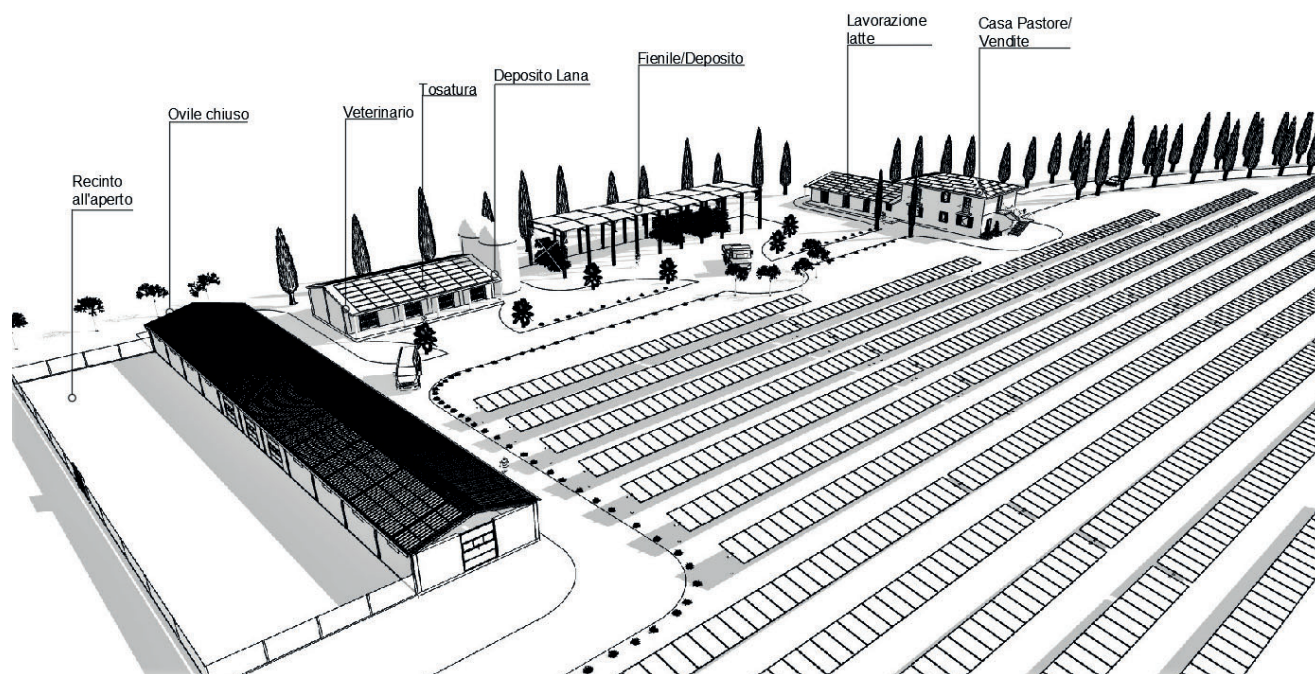 Recinto
all'aperto
Ovile chiuso
Veterinario
Tosatura
Deposito Lana
Fienile/Deposito
Lavorazione
latte
Casa Pastore/
Vendite